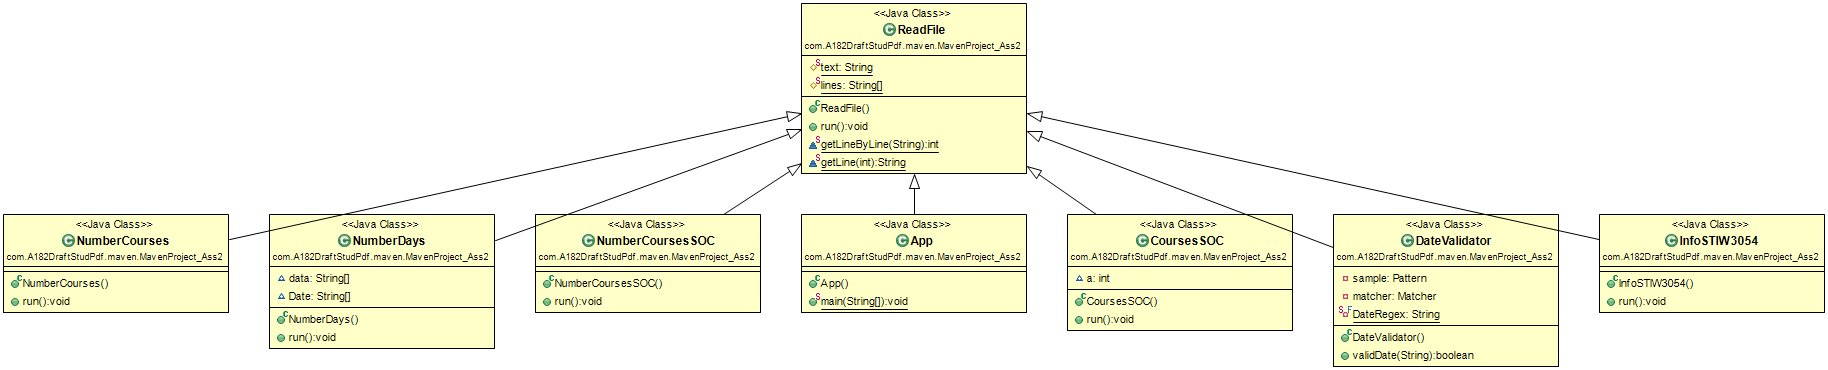 <<Java Class>>
ReadFile
com.A182DraftStudPdf.maven.MavenProject_Ass2
text: String
lines: String[]
ReadFile()
run():void
getLineByLine(String):int
getLine(int):String
<<Java Class>>
NumberCourses
com.A182DraftStudPdf.maven.MavenProject_Ass2
NumberCourses()
run():void
<<Java Class>>
NumberDays
com.A182DraftStudPdf.maven.MavenProject_Ass2
data: String[]
Date: String[]
NumberDays()
run():void
<<Java Class>>
NumberCoursesSOC
com.A182DraftStudPdf.maven.MavenProject_Ass2
NumberCoursesSOC()
run():void
<<Java Class>>
App
com.A182DraftStudPdf.maven.MavenProject_Ass2
App()
main(String[]):void
<<Java Class>>
CoursesSOC
com.A182DraftStudPdf.maven.MavenProject_Ass2
a: int
CoursesSOC()
run():void
<<Java Class>>
DateValidator
com.A182DraftStudPdf.maven.MavenProject_Ass2
sample: Pattern
matcher: Matcher
DateRegex: String
DateValidator()
validDate(String):boolean
<<Java Class>>
InfoSTIW3054
com.A182DraftStudPdf.maven.MavenProject_Ass2
InfoSTIW3054()
run():void